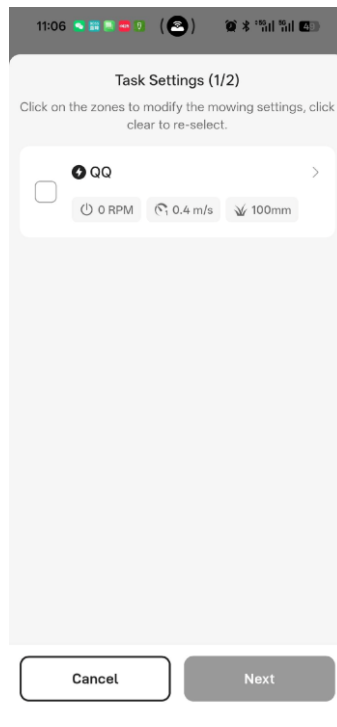 11:06
Task Settings (1/2)
Click on the zones to modify the mowing settings, click
clear to re-select.
QQ
0 RPM 0.4 m/s 100mm
Cancel Next